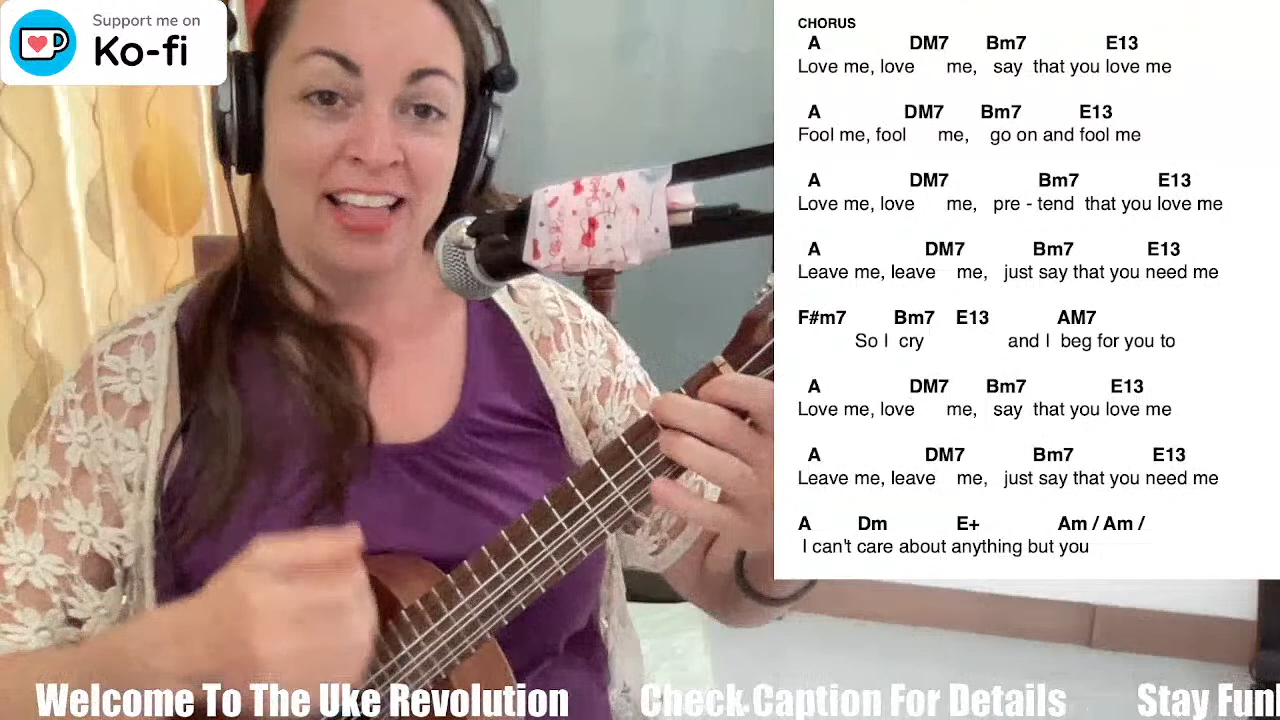 Support me on
Ko-fi
CHORUS
A DM7 Bm7 E13
Love me, love me, say that you love me
A DM7 Bm7 E13
Fool me, fool me, go on and fool me
A DM7 Bm7 E13
Love me, love me, pre - tend that you love me
A DM7 Bm7 E13
Leave me, leave me, just say that you need me
F#m7 Bm7 E13 AM7
So I cry and I beg for you to
A DM7 Bm7 E13
Love me, love me, say that you love me
A DM7 Bm7 E13
Leave me, leave me, just say that you need me
A Dm E+ Am / Am /
I can't care about anything but you
Welcome To The Uke Revolution Check Caption For Details Stay Fun